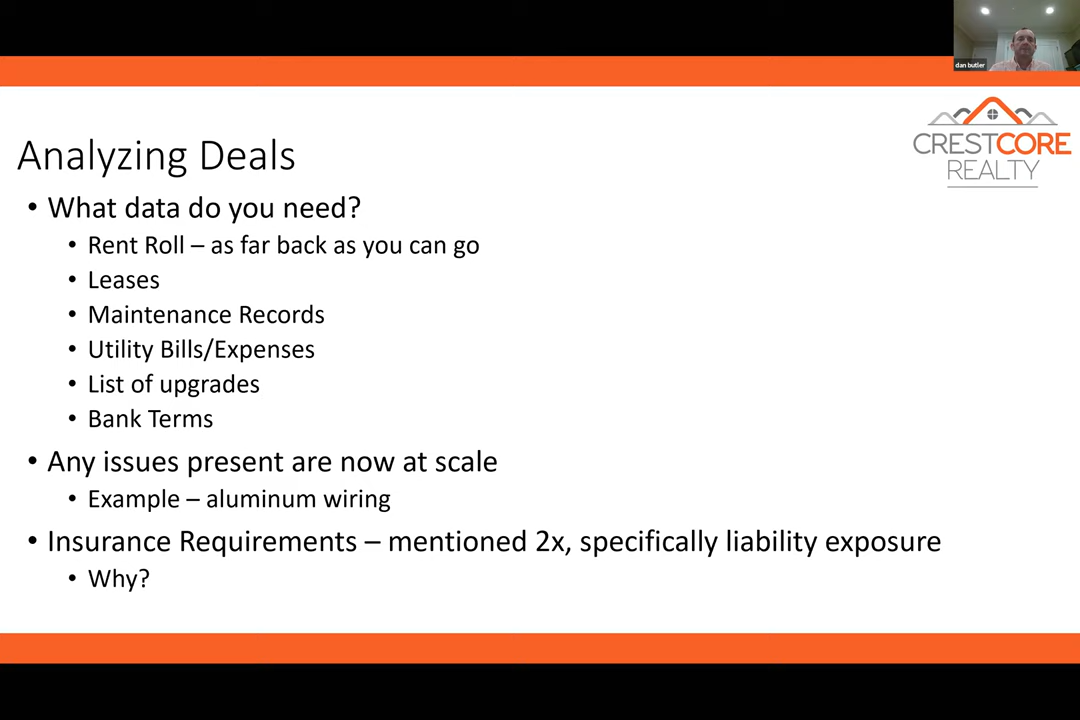 dan butler
CRESTCORE
REALTY
Analyzing Deals
• What data do you need?
• Rent Roll – as far back as you can go
• Leases
• Maintenance Records
• Utility Bills/Expenses
• List of upgrades
• Bank Terms
• Any issues present are now at scale
• Example – aluminum wiring
• Insurance Requirements – mentioned 2x, specifically liability exposure
• Why?